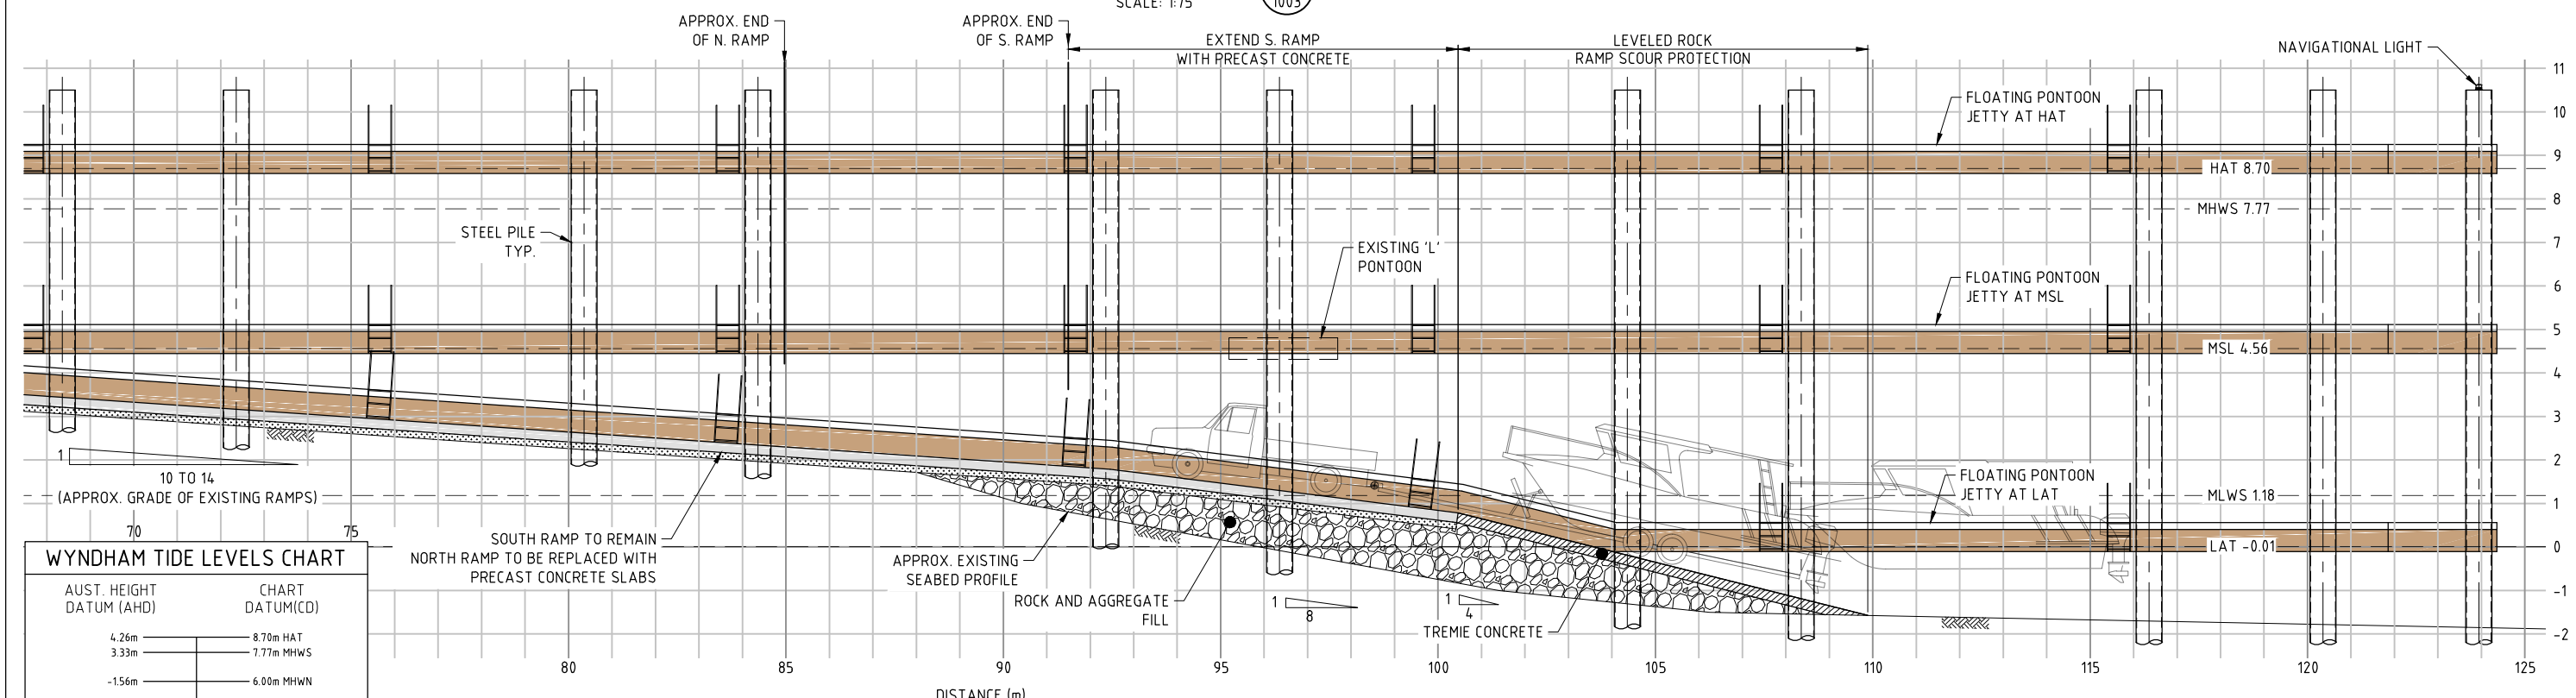 SCALE: 1:75
1003
APPROX. END
OF N. RAMP
APPROX. END
OF S. RAMP
EXTEND S. RAMP
WITH PRECAST CONCRETE
LEVELED ROCK
RAMP SCOUR PROTECTION
NAVIGATIONAL LIGHT
FLOATING PONTOON
JETTY AT HAT
HAT 8.70
MHWS 7.77
STEEL PILE
TYP.
EXISTING 'L'
PONTOON
FLOATING PONTOON
JETTY AT MSL
MSL 4.56
1
10 TO 14
(APPROX. GRADE OF EXISTING RAMPS)
FLOATING PONTOON
JETTY AT LAT
MLWS 1.18
LAT -0.01
11
10
9
8
7
6
5
4
3
2
1
0
-1
-2
70
75
SOUTH RAMP TO REMAIN
NORTH RAMP TO BE REPLACED WITH
PRECAST CONCRETE SLABS
APPROX. EXISTING
SEABED PROFILE
ROCK AND AGGREGATE
FILL
1
8
1
4
TREMIE CONCRETE
WYNDHAM TIDE LEVELS CHART
AUST. HEIGHT
DATUM (AHD)
CHART
DATUM(CD)
4.26m
8.70m HAT
3.33m
7.77m MHWS
-1.56m
6.00m MHWN
80
85
90
95
100
105
110
115
120
125
DISTANCE (m)